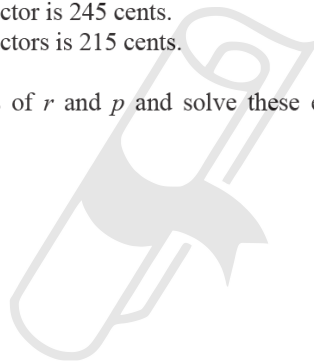 ctor is 245 cents.
ctors is 215 cents.
of r and p and solve these